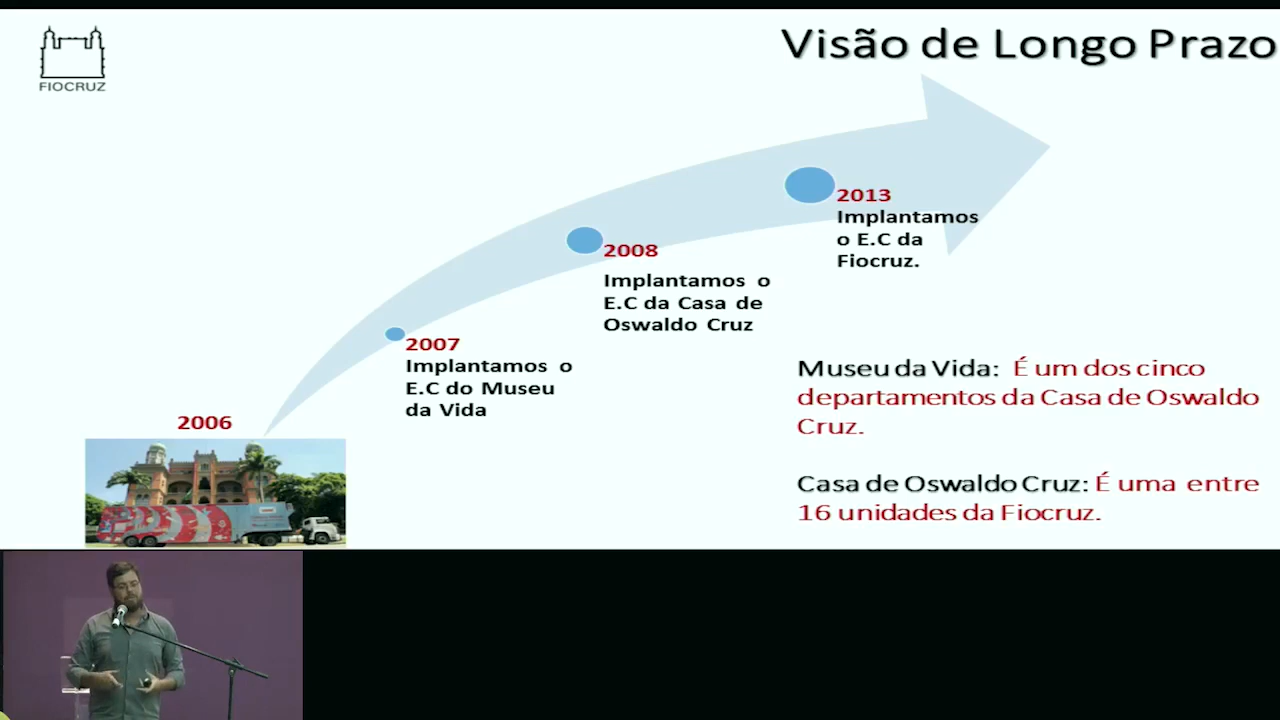 Visão de Longo Prazo
FIOCRUZ
2013
Implantamos
o E.C da
Fiocruz.
2008
Implantamos o
E.C da Casa de
Oswaldo Cruz
2007
Implantamos o
E.C do Museu
da Vida
2006
Museu da Vida: É um dos cinco
departamentos da Casa de Oswaldo
Cruz.
Casa de Oswaldo Cruz: É uma entre
16 unidades da Fiocruz.